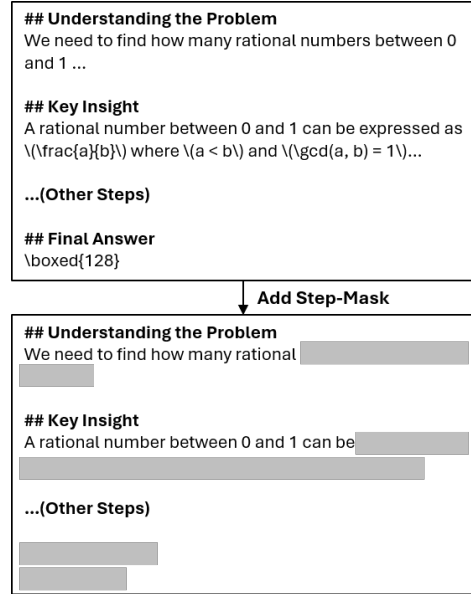 ## Understanding the Problem
We need to find how many rational numbers between 0
and 1 ...
## Key Insight
A rational number between 0 and 1 can be expressed as
\(\frac{a}{b}\) where \(a < b\) and \(\gcd(a, b) = 1\)...
...(Other Steps)
## Final Answer
\boxed{128}
Add Step-Mask
## Understanding the Problem
We need to find how many rational
## Key Insight
A rational number between 0 and 1 can be
...(Other Steps)